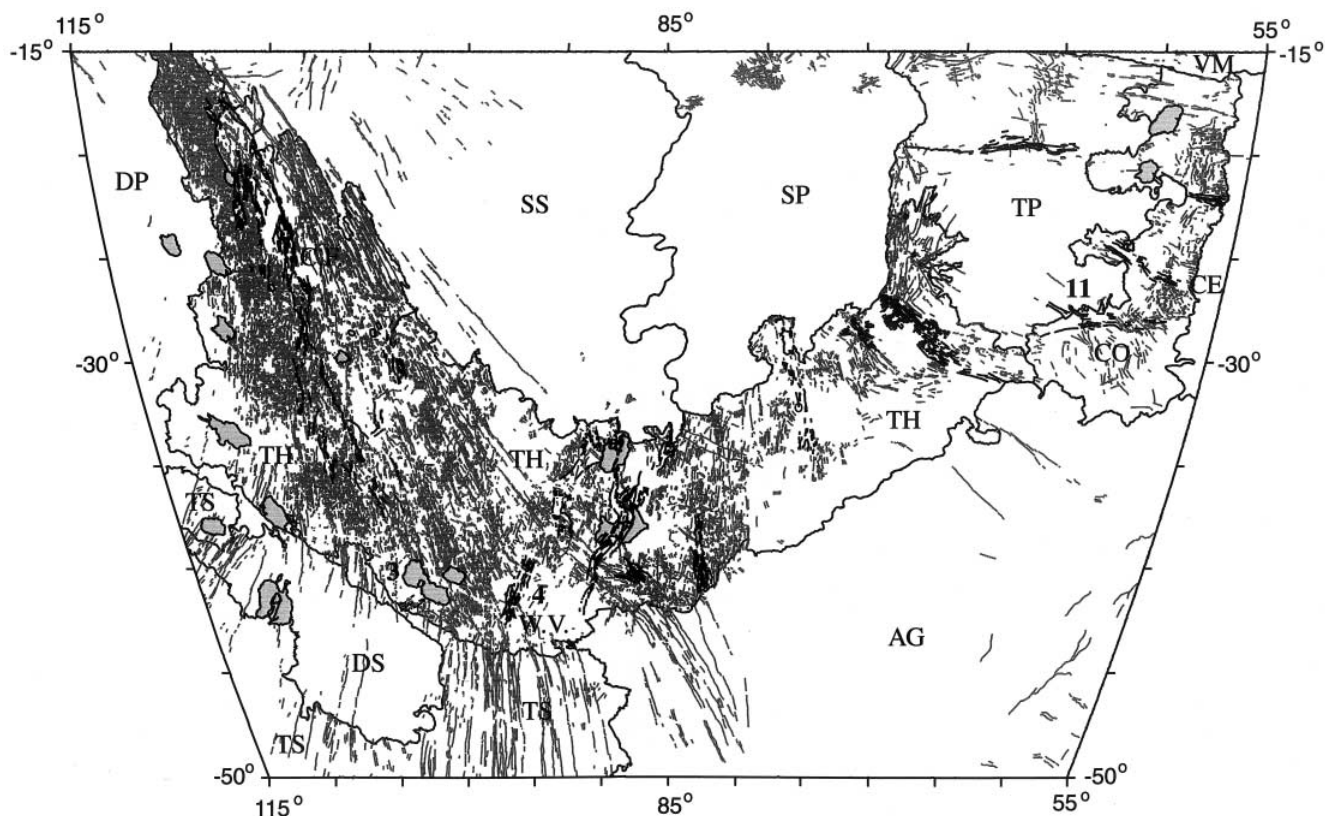 115° 85° 55°
-15° -15°
VM
DP SS SP TP
CF
11 CE
-30° CO -30°
TH TH TH
TS
3 4
W.V.
DS AG
TS
TS
-50° -50°
115° 85° 55°